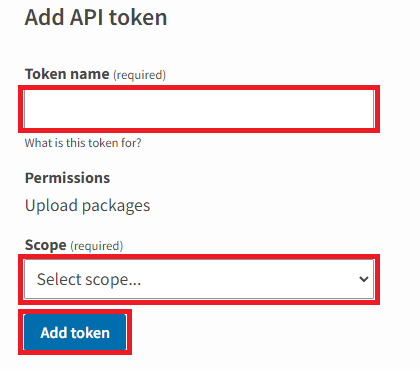 Add API token
Token name (required)
What is this token for?
Permissions
Upload packages
Scope (required)
Select scope...
Add token